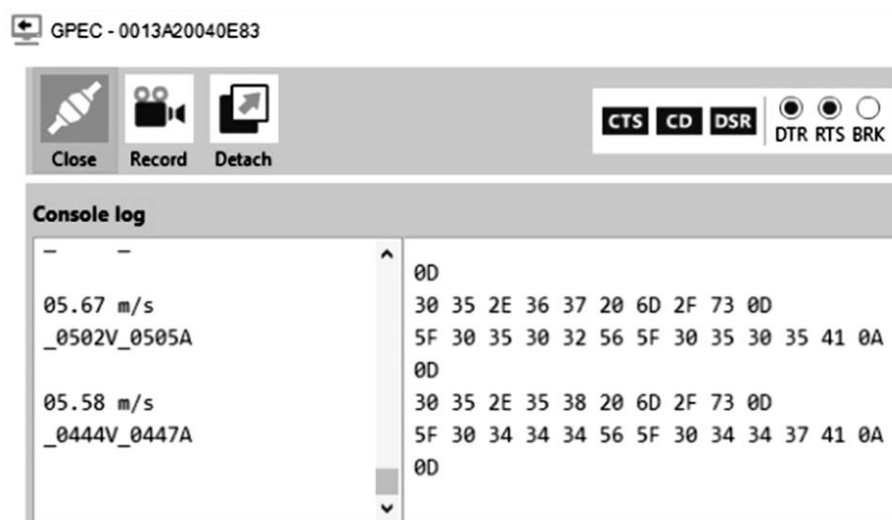 GPEC - 0013A20040E83
CTS CD DSR
DTR RTS BRK
Close Record Detach
Console log
_ _
0D
05.67 m/s 30 35 2E 36 37 20 6D 2F 73 0D
_0502V_0505A 5F 30 35 30 32 56 5F 30 35 30 35 41 0A
0D
05.58 m/s 30 35 2E 35 38 20 6D 2F 73 0D
_0444V_0447A 5F 30 34 34 34 56 5F 30 34 34 37 41 0A
0D